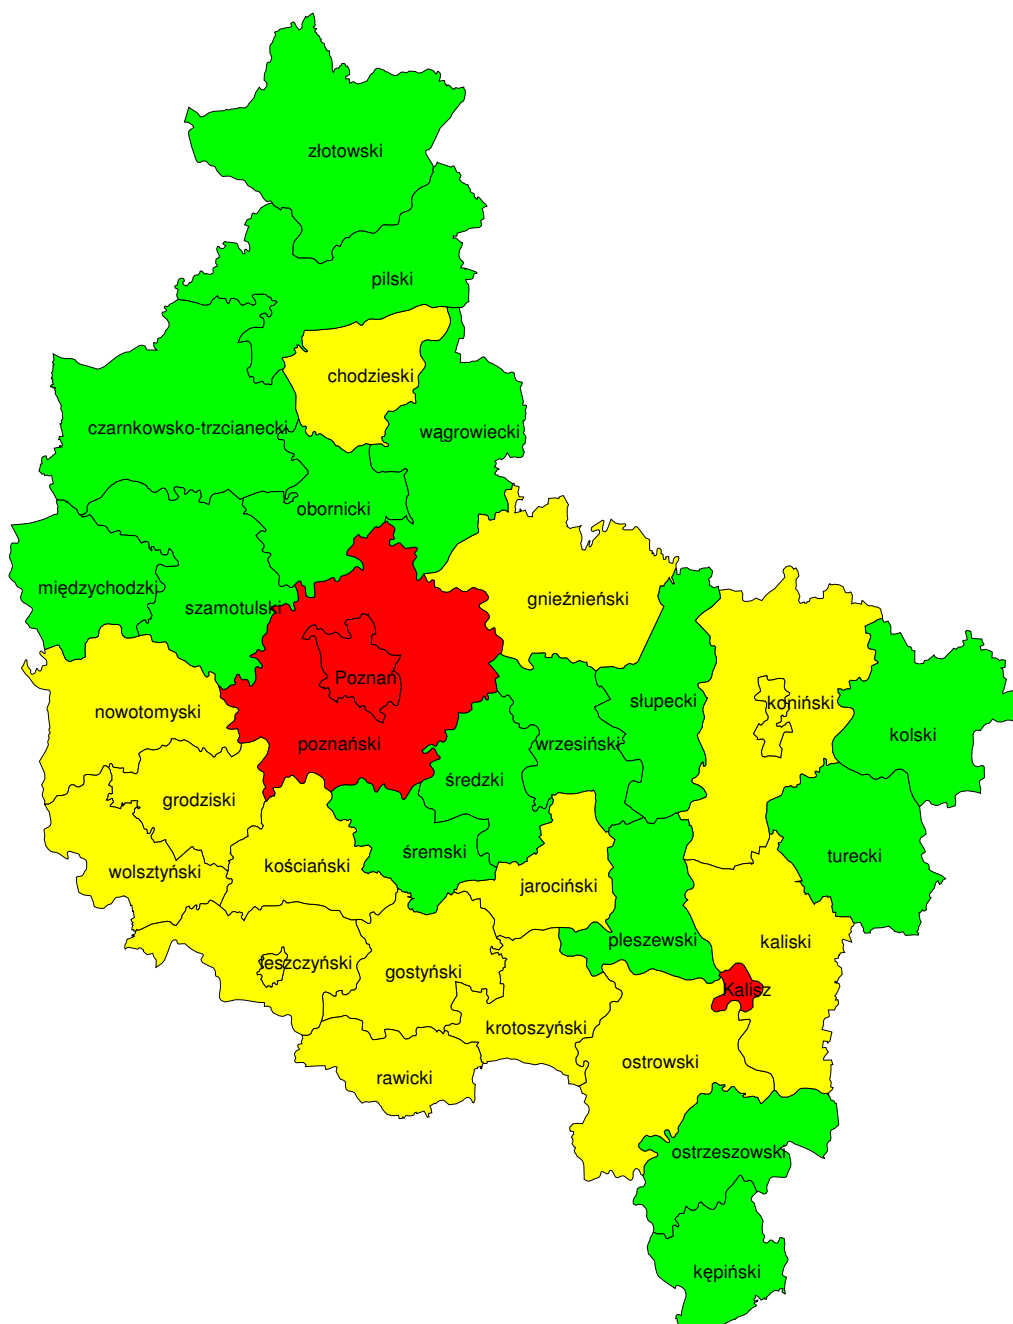 złotowski
pilski
chodzieski
czarnkowsko-trzcianecki
wągrowiecki
obornicki
międzychodzki
szamotulski
gnieźnieński
Poznań
słupecki
koniński
nowotomyski
poznański
wrzesiński
kolski
średzki
grodziski
śremski
turecki
kościański
wolsztyński
jarociński
pleszewski
kaliski
leszczyński
gostyński
Kalisz
krotoszyński
ostrowski
rawicki
ostrzeszowski
kępiński